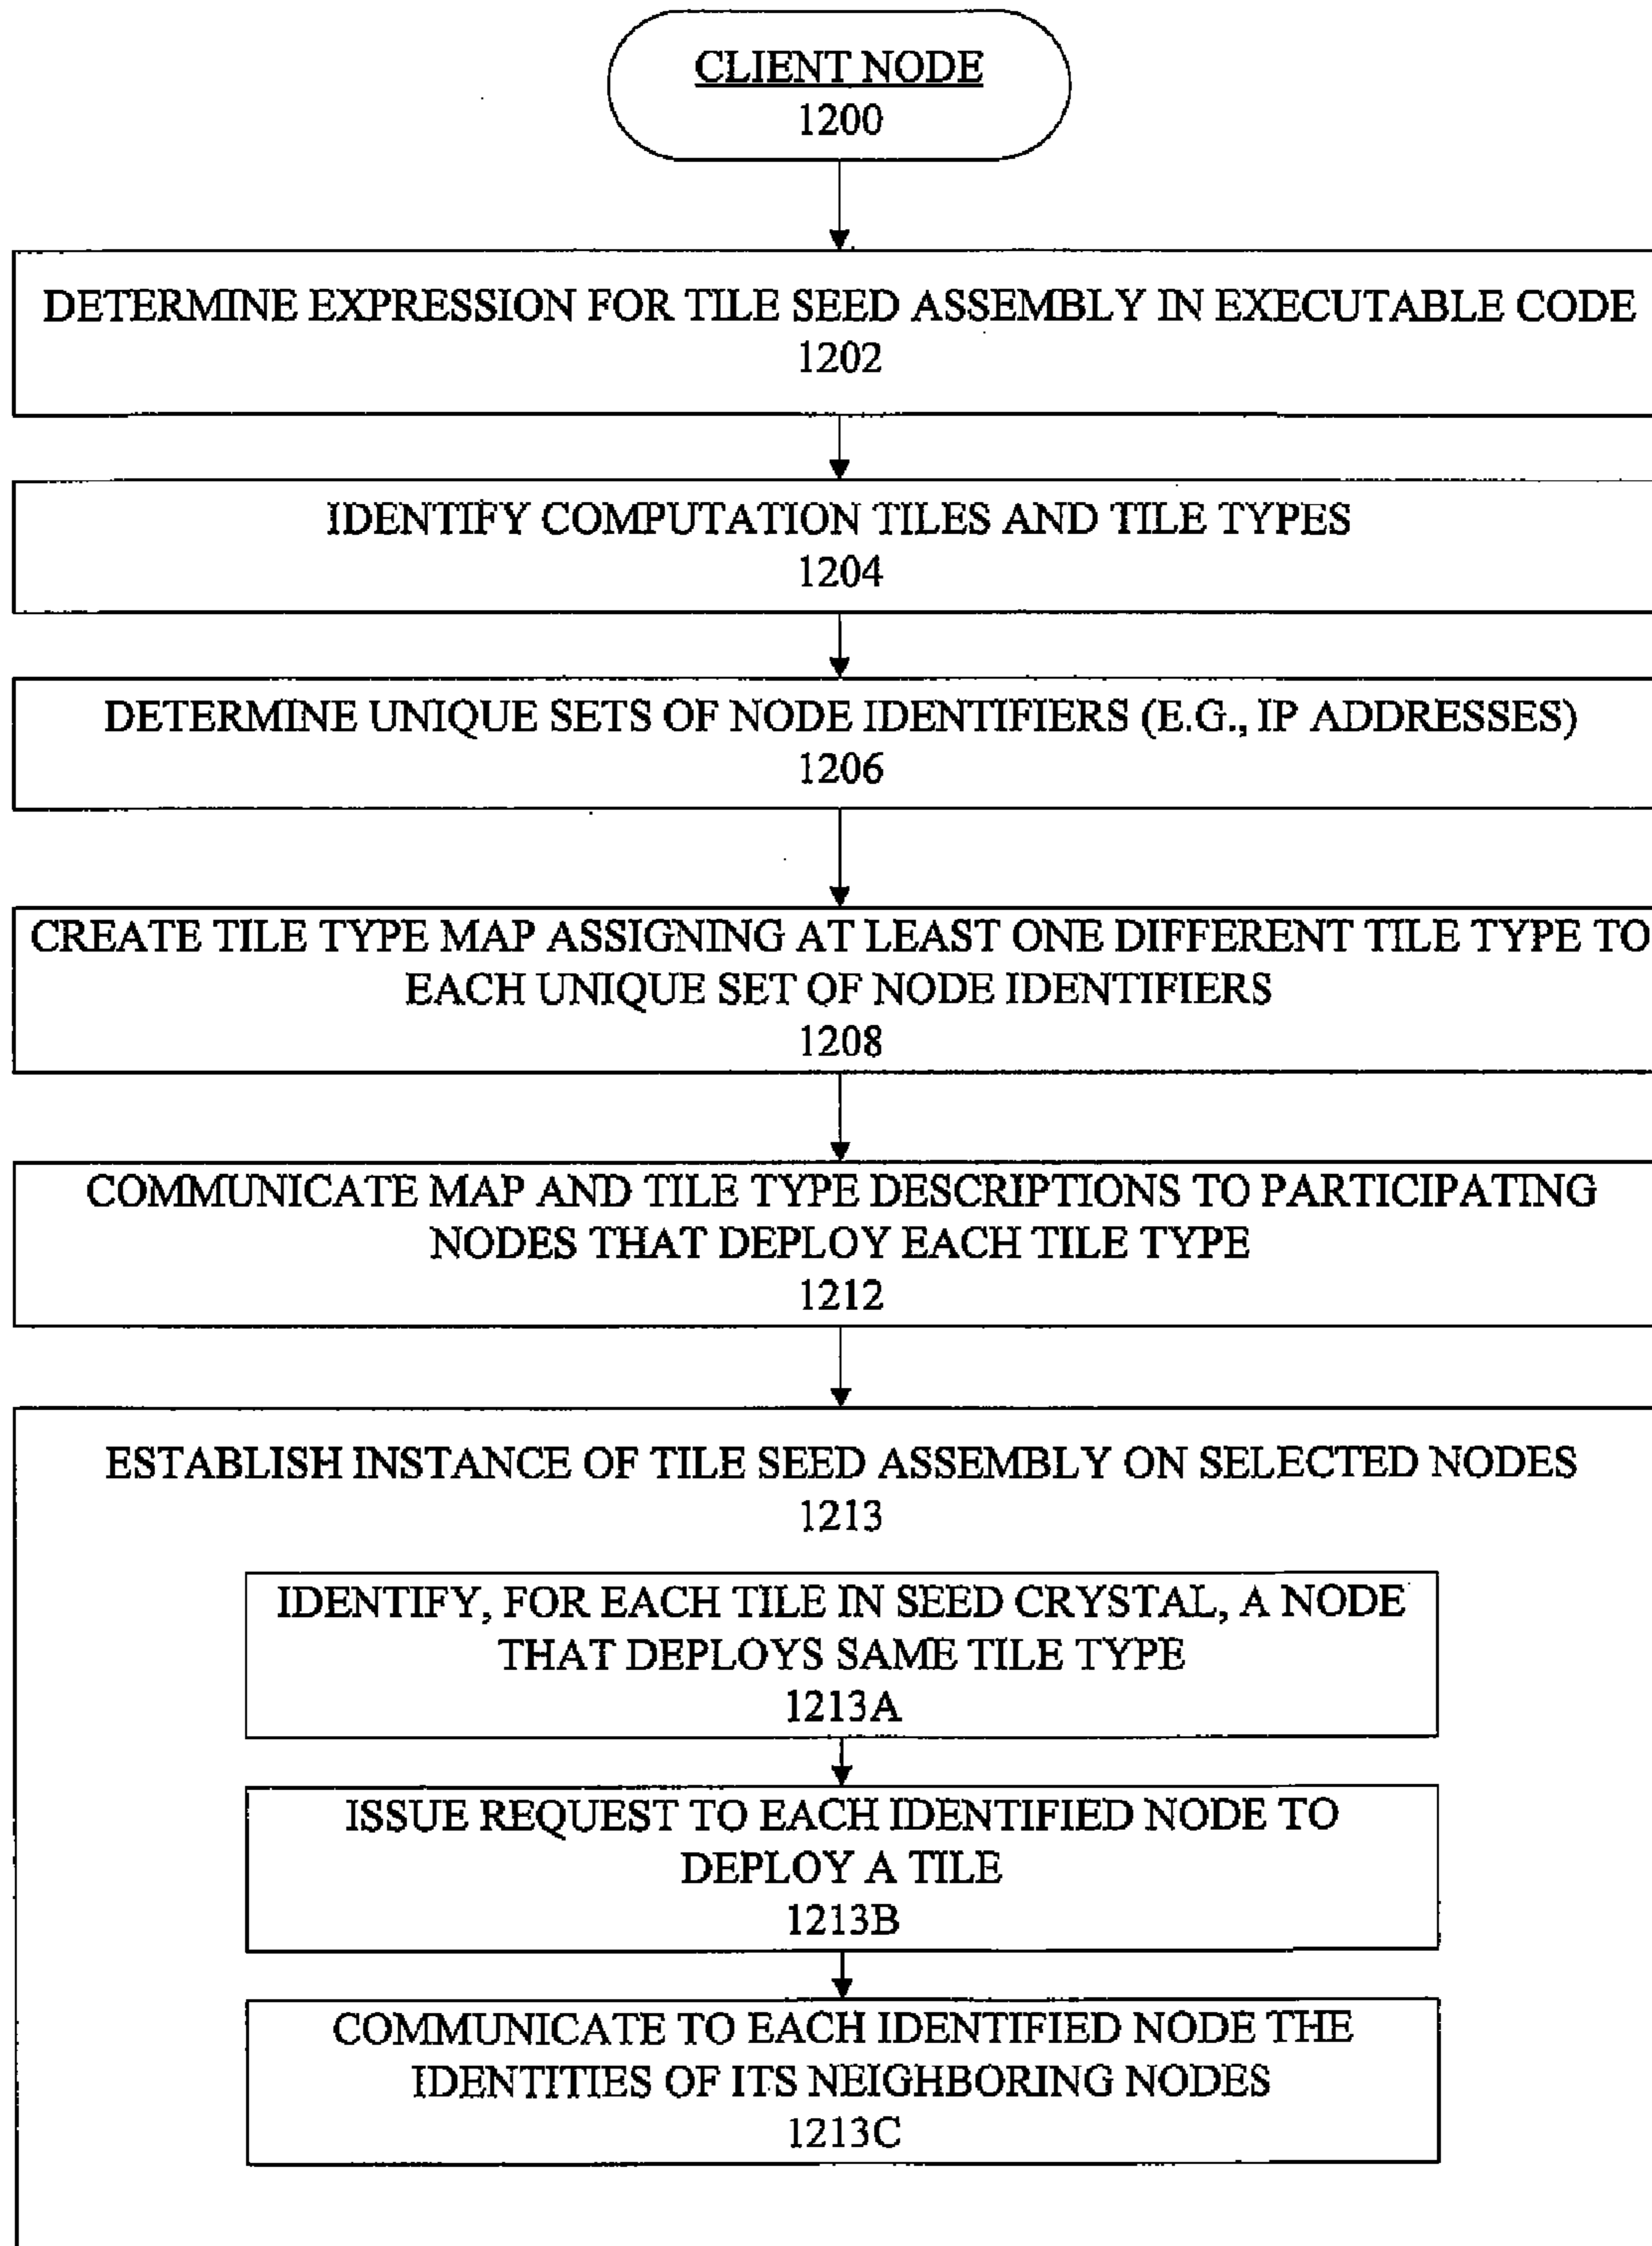 CLIENT NODE
1200
DETERMINE EXPRESSION FOR TILE SEED ASSEMBLY IN EXECUTABLE CODE
1202
IDENTIFY COMPUTATION TILES AND TILE TYPES
1204
DETERMINE UNIQUE SETS OF NODE IDENTIFIERS (E.G., IP ADDRESSES)
1206
CREATE TILE TYPE MAP ASSIGNING AT LEAST ONE DIFFERENT TILE TYPE TO
EACH UNIQUE SET OF NODE IDENTIFIERS
1208
COMMUNICATE MAP AND TILE TYPE DESCRIPTIONS TO PARTICIPATING
NODES THAT DEPLOY EACH TILE TYPE
1212
ESTABLISH INSTANCE OF TILE SEED ASSEMBLY ON SELECTED NODES
1213
IDENTIFY, FOR EACH TILE IN SEED CRYSTAL, A NODE
THAT DEPLOYS SAME TILE TYPE
1213A
ISSUE REQUEST TO EACH IDENTIFIED NODE TO
DEPLOY A TILE
1213B
COMMUNICATE TO EACH IDENTIFIED NODE THE
IDENTITIES OF ITS NEIGHBORING NODES
1213C